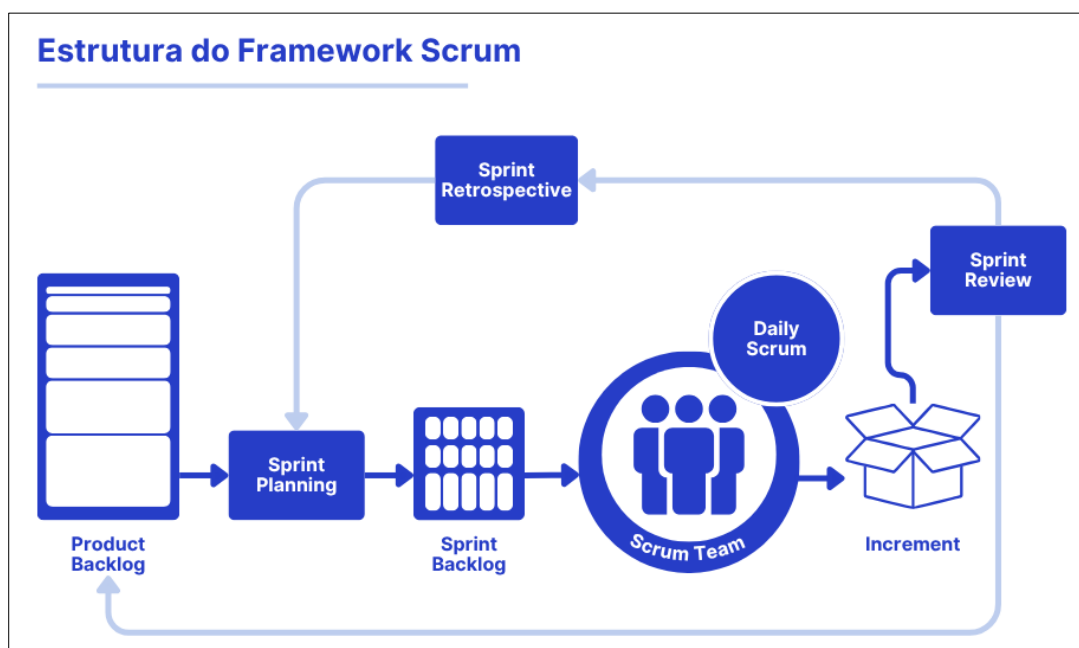 Estrutura do Framework Scrum
Sprint
Retrospective
Sprint
Review
Daily
Scrum
Sprint
Planning
Product
Backlog
Sprint
Backlog
Scrum Team
Increment